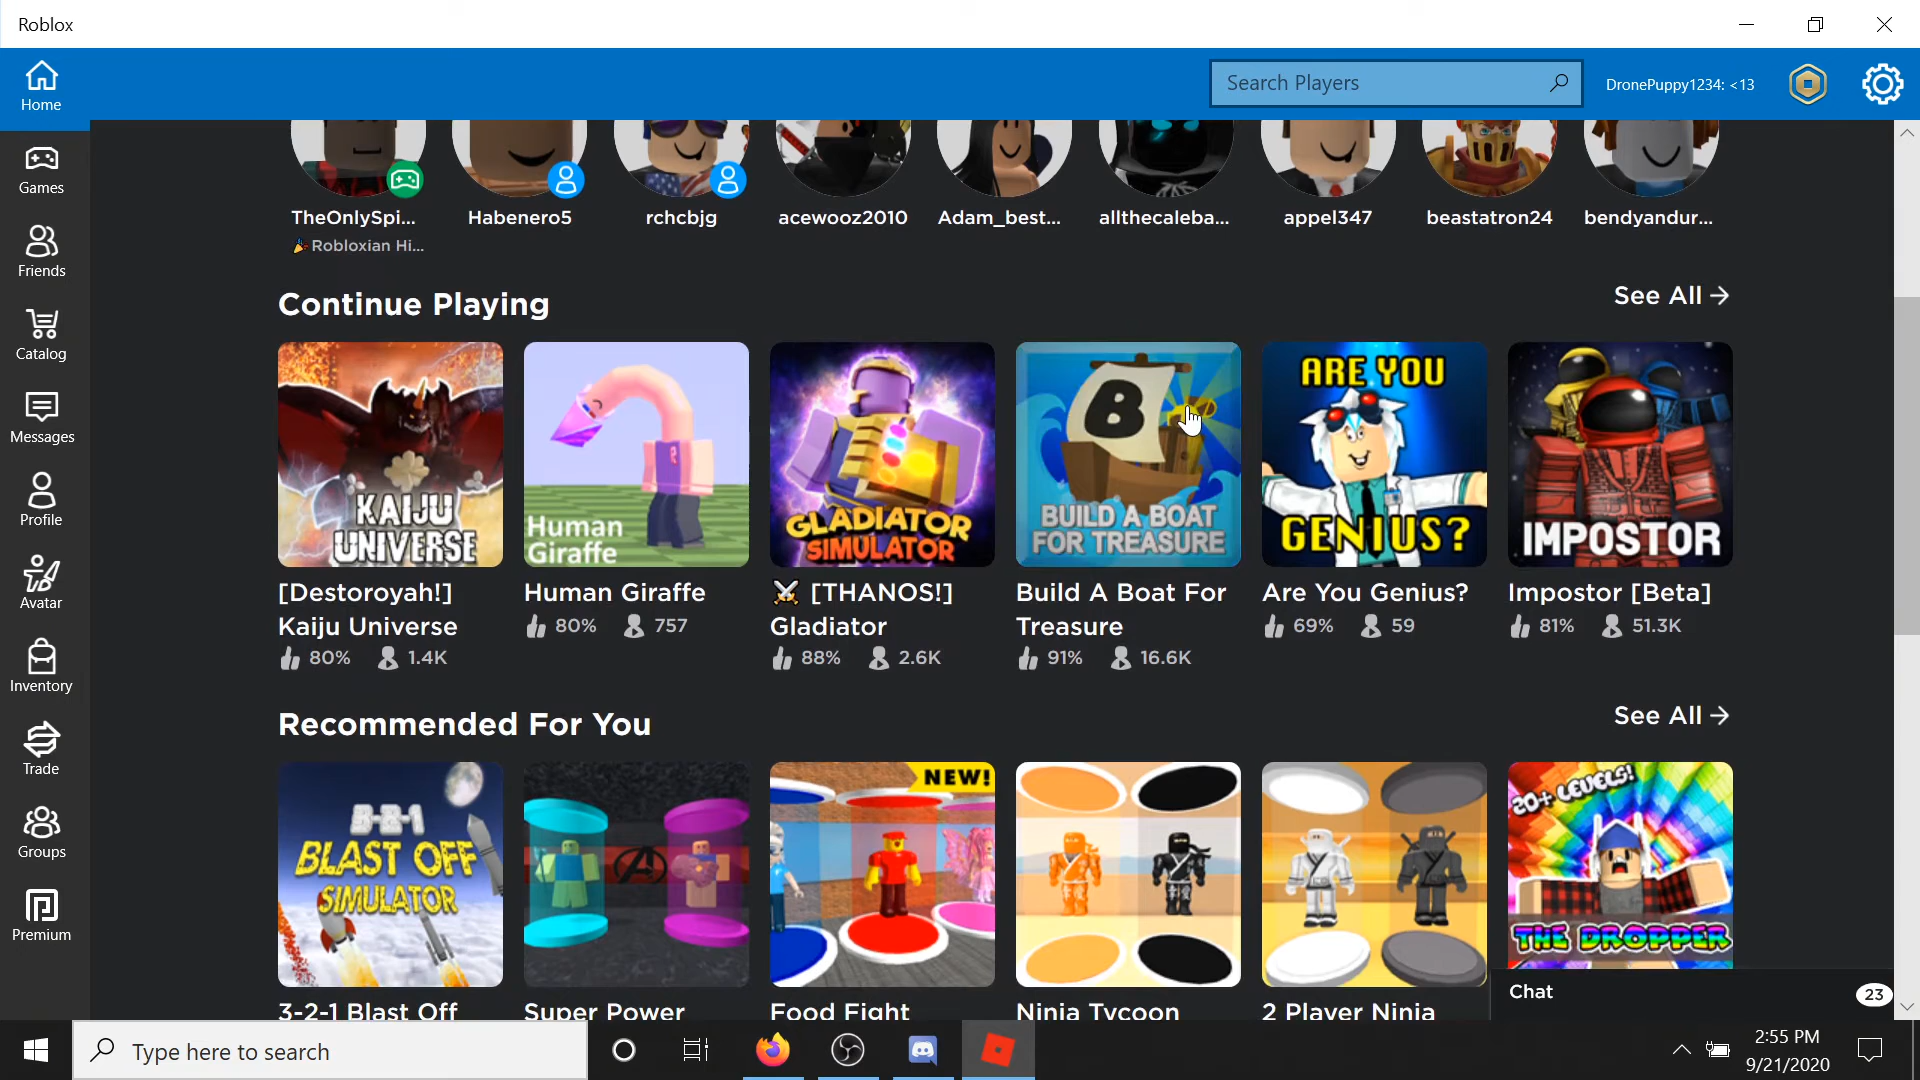 Roblox
Home
Search Players
DronePuppy1234: <13
Games
Friends
Catalog
Messages
Profile
Avatar
Inventory
Trade
Groups
Premium
TheOnlySpi...
Habenero5
rchcbjg
acewooz2010
Adam_best...
allthecaleba...
appel347
beastatron24
bendyandur...
Robloxian Hi...
Continue Playing
See All
KAIJU
UNIVERSE
Human
Giraffe
GLADIATOR
SIMULATOR
B
BUILD A BOAT
FOR TREASURE
ARE YOU
GENIUS?
IMPOSTOR
[Destoroyah!]
Kaiju Universe
80% 1.4K
Human Giraffe
80% 757
[THANOS!]
Gladiator
88% 2.6K
Build A Boat For
Treasure
91% 16.6K
Are You Genius?
69% 59
Impostor [Beta]
81% 51.3K
Recommended For You
See All
3-2-1
BLAST OFF
SIMULATOR
NEW!
20+ LEVELS!
THE DROPPER
3-2-1 Blast Off
Super Power
Food Fight
Ninja Tycoon
2 Player Ninja
Chat
23
Type here to search
2:55 PM
9/21/2020